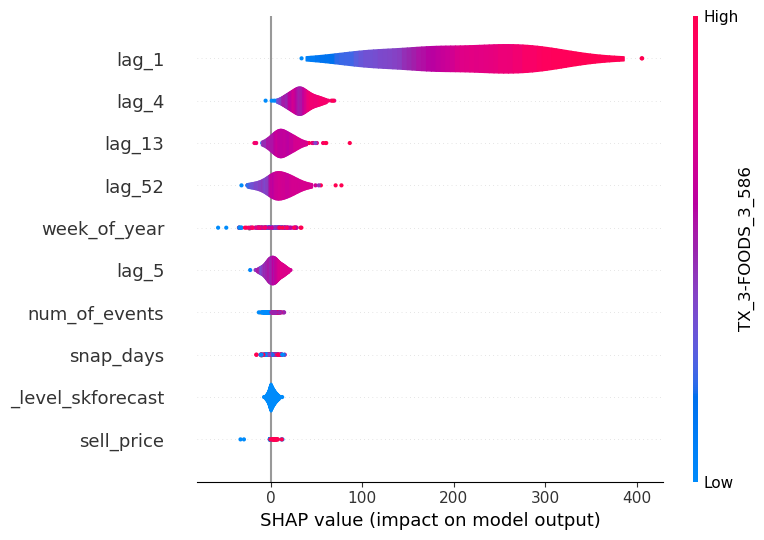 High
lag_1
lag_4
lag_13
lag_52
week_of_year
lag_5
num_of_events
snap_days
_level_skforecast
sell_price
TX_3-FOODS_3_586
Low
0 100 200 300 400
SHAP value (impact on model output)